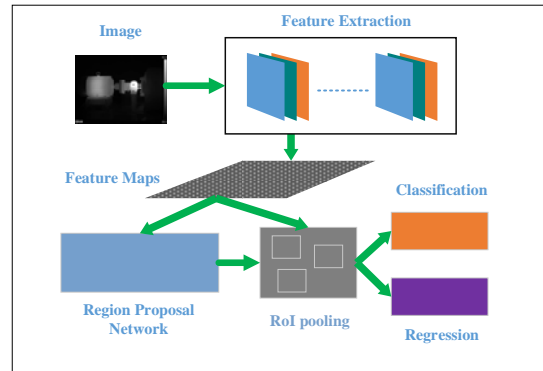 Image
Feature Extraction
Feature Maps
Classification
Region Proposal
Network
RoI pooling
Regression